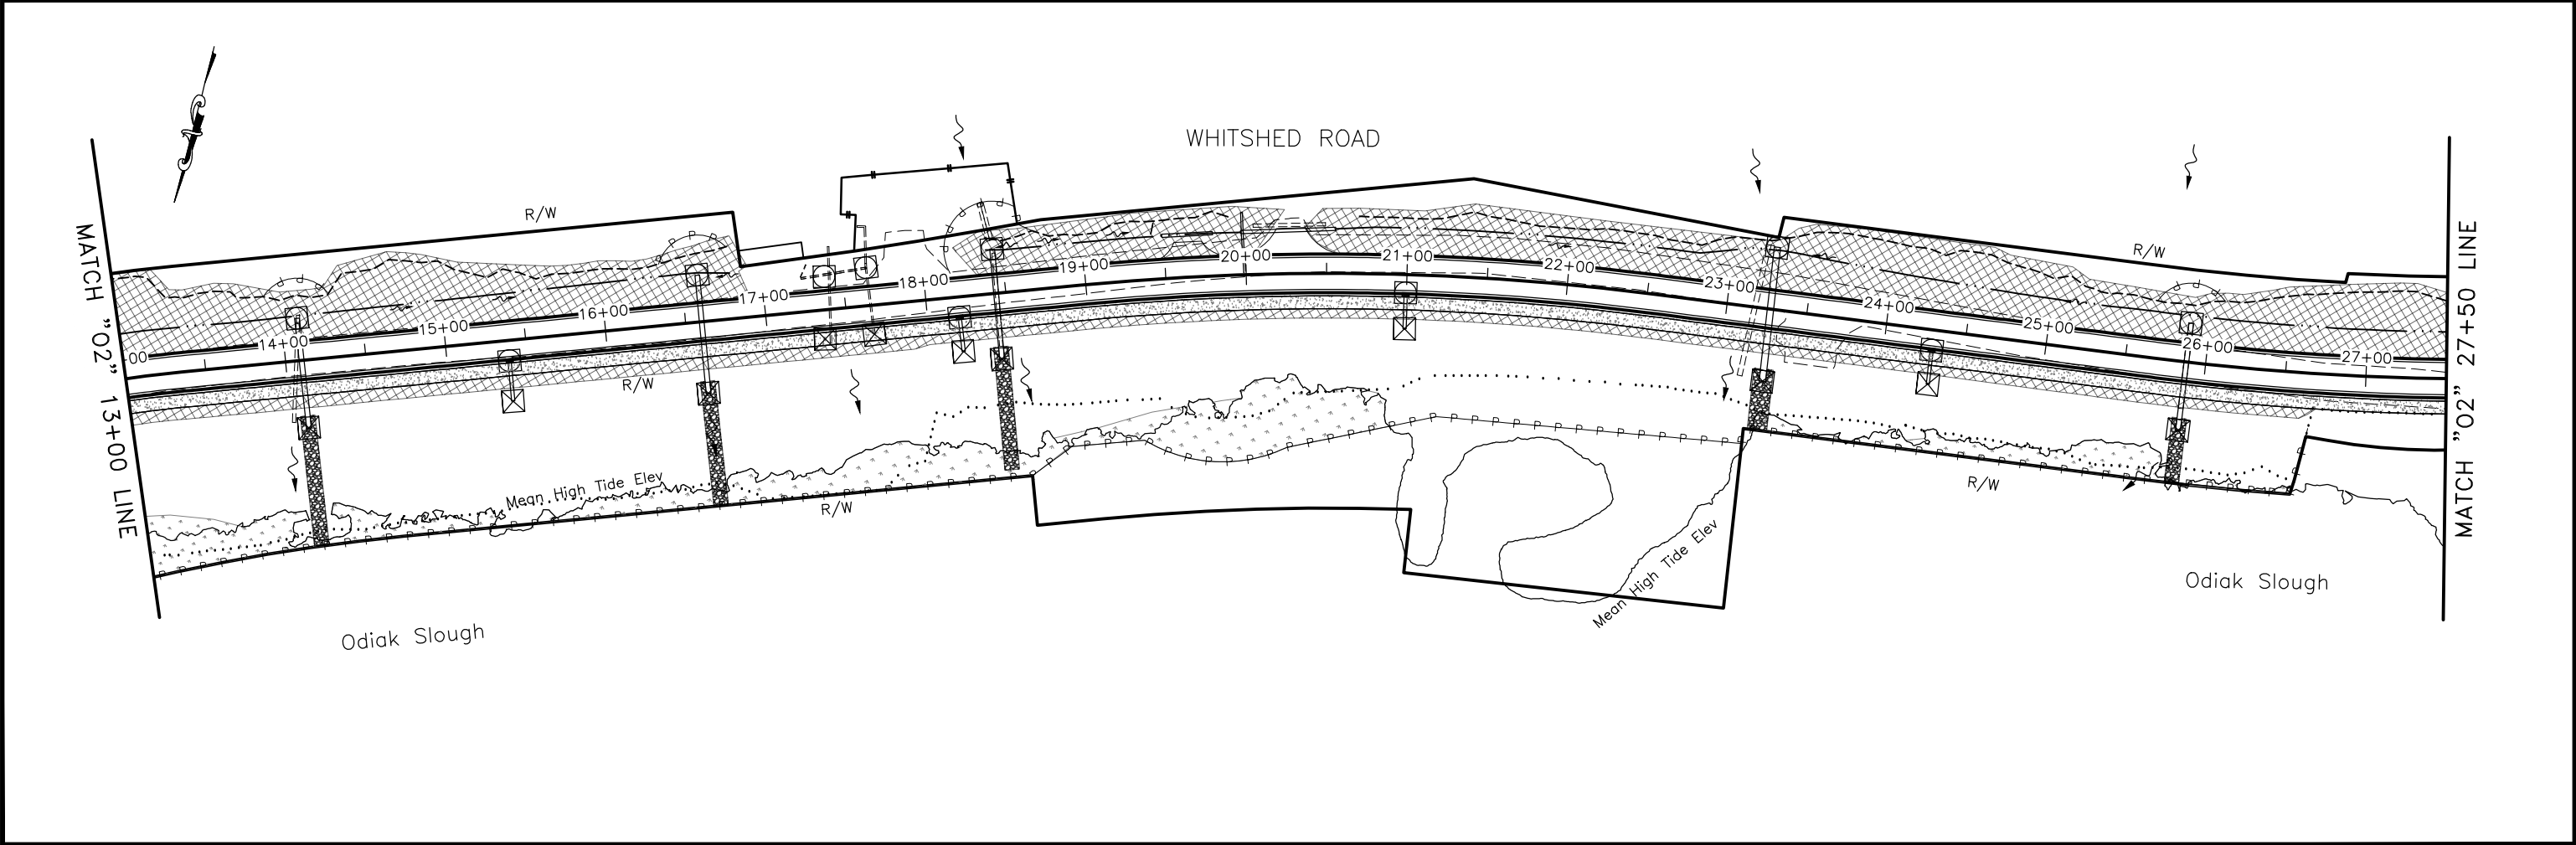 WHITSHED ROAD
R/W
R/W
MATCH "02" 13+00 LINE
00
14+00
15+00
16+00
17+00
18+00
19+00
20+00
21+00
22+00
23+00
24+00
25+00
26+00
27+00
MATCH "02" 27+50 LINE
R/W
Mean High Tide Elev
R/W
R/W
Mean High Tide Elev
Odiak Slough
Odiak Slough